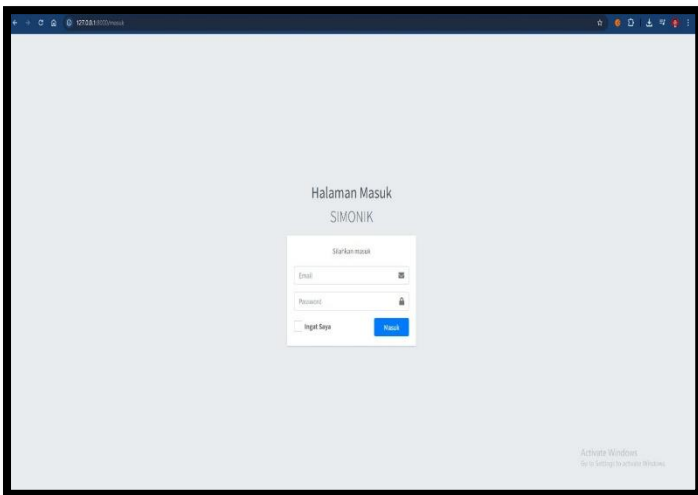 127.0.0.1:8000/masuk
Halaman Masuk
SIMONIK
Silahkan masuk
Email
Password
Ingat Saya
Masuk
Activate Windows
Go to Settings to activate Windows.